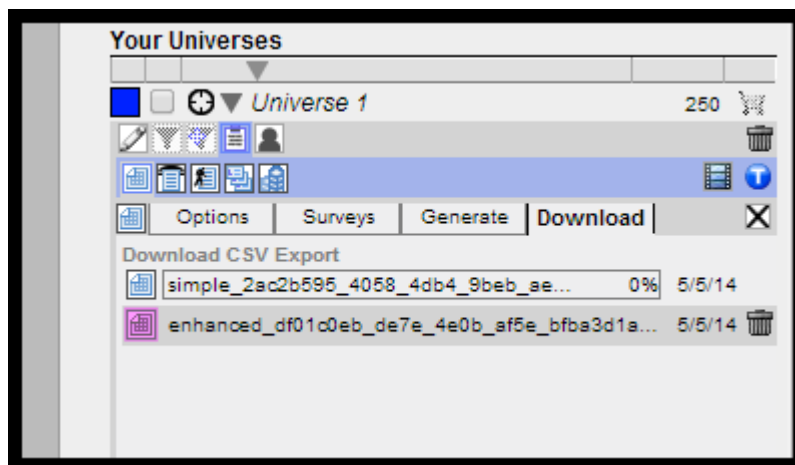 Your Universes
Universe 1 250
T
Options Surveys Generate Download X
Download CSV Export
simple_2ac2b595_4058_4db4_9beb_ae... 0% 5/5/14
enhanced_df01c0eb_de7e_4e0b_af5e_bfba3d1a... 5/5/14